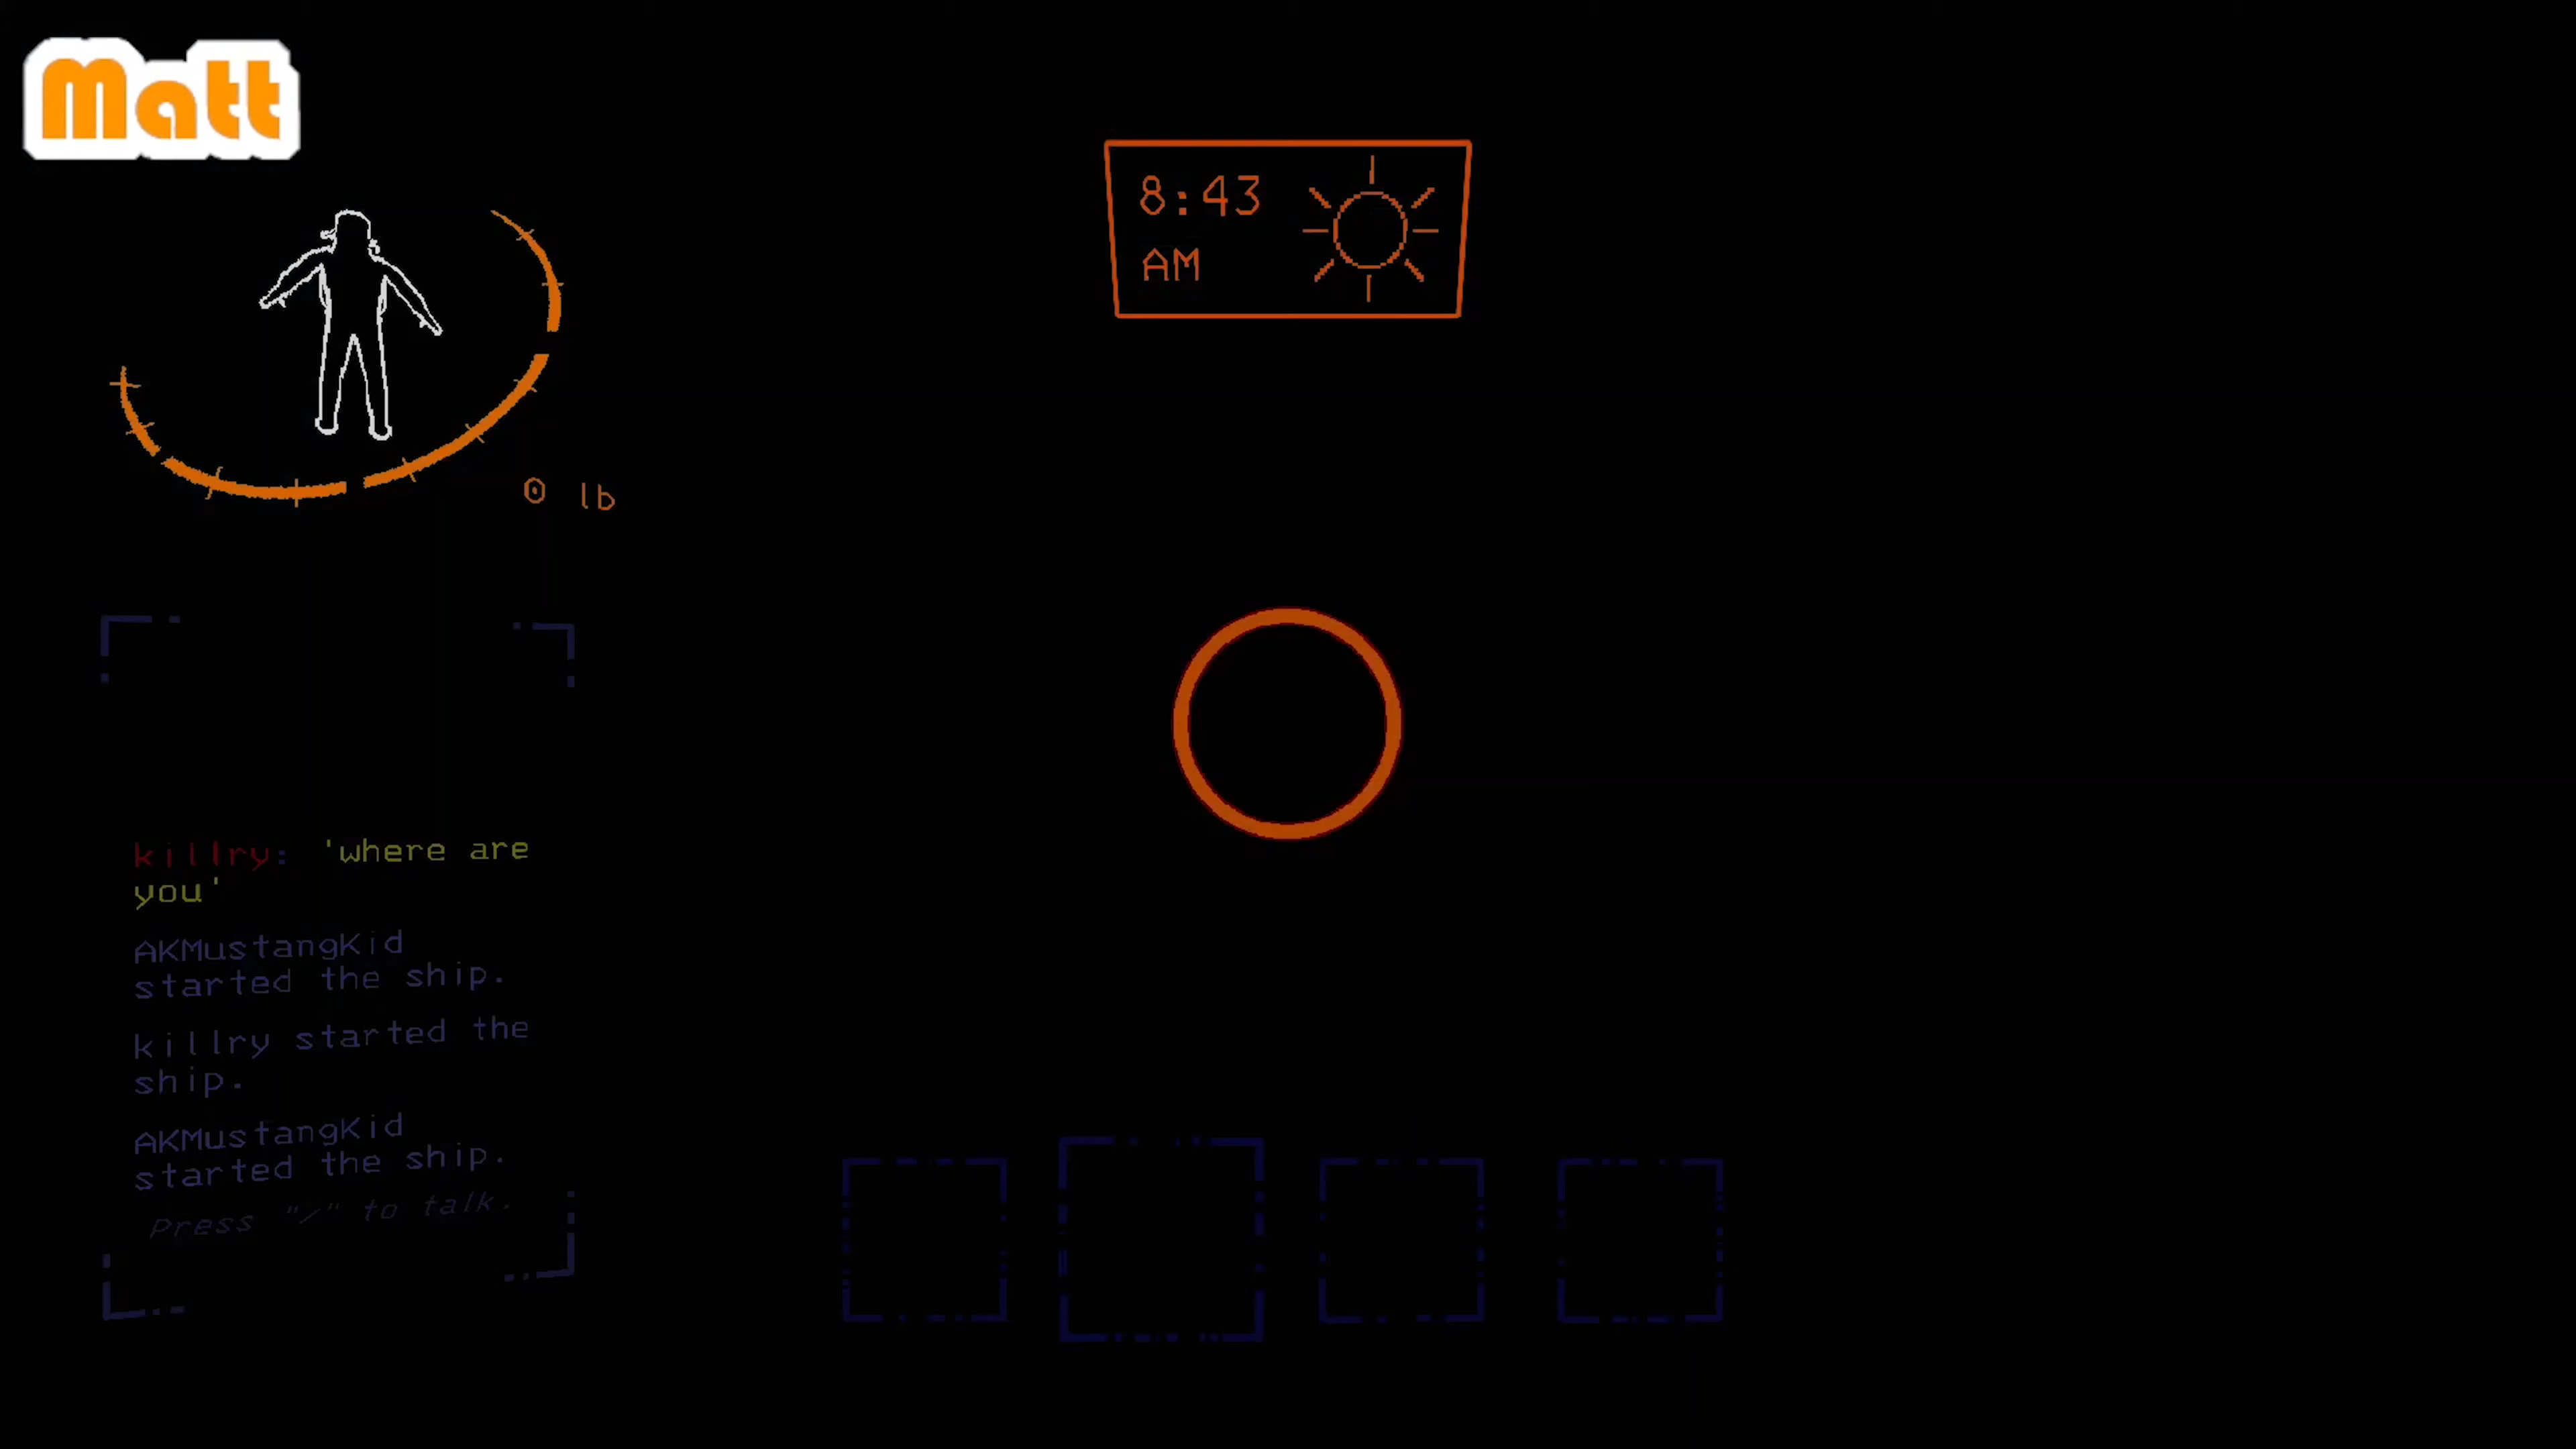 Matt
8:43
AM
0 lb
killry: 'where are
you'
AKMustangKid
started the ship.
killry started the
ship.
AKMustangKid
started the ship.
Press "/" to talk.